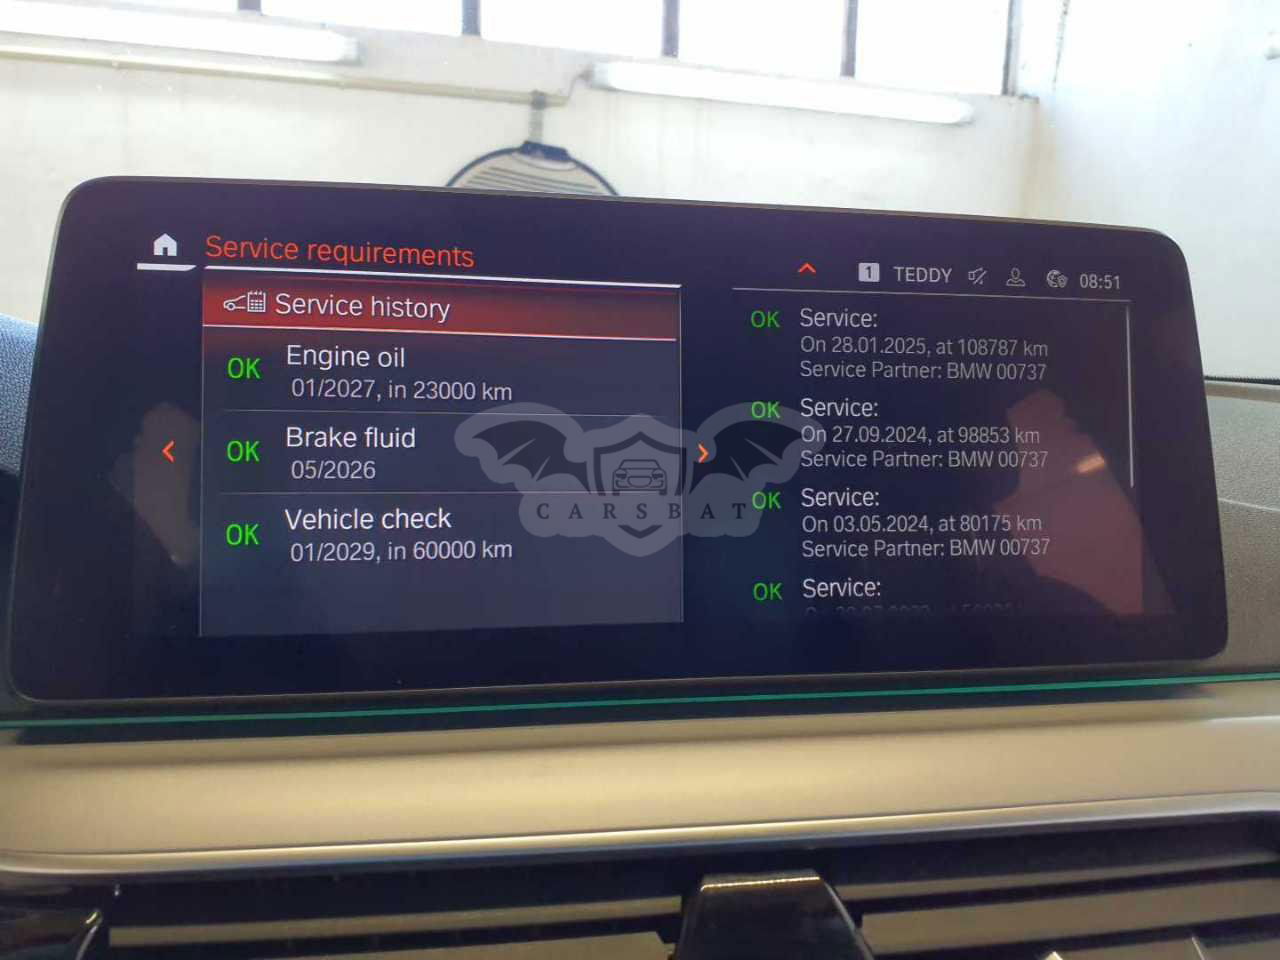 Service requirements
1 TEDDY 08:51
Service history
OK Engine oil
01/2027, in 23000 km
OK Brake fluid
05/2026
OK Vehicle check
01/2029, in 60000 km
OK Service:
On 28.01.2025, at 108787 km
Service Partner: BMW 00737
OK Service:
On 27.09.2024, at 98853 km
Service Partner: BMW 00737
OK Service:
On 03.05.2024, at 80175 km
Service Partner: BMW 00737
OK Service:
CARSBAT